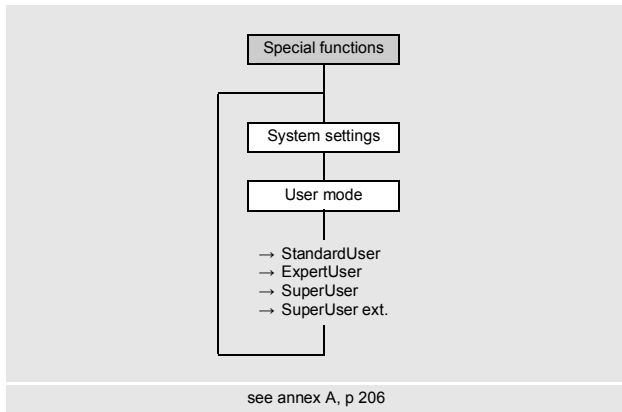 Special functions
System settings
User mode
→ StandardUser
→ ExpertUser
→ SuperUser
→ SuperUser ext.
see annex A, p 206